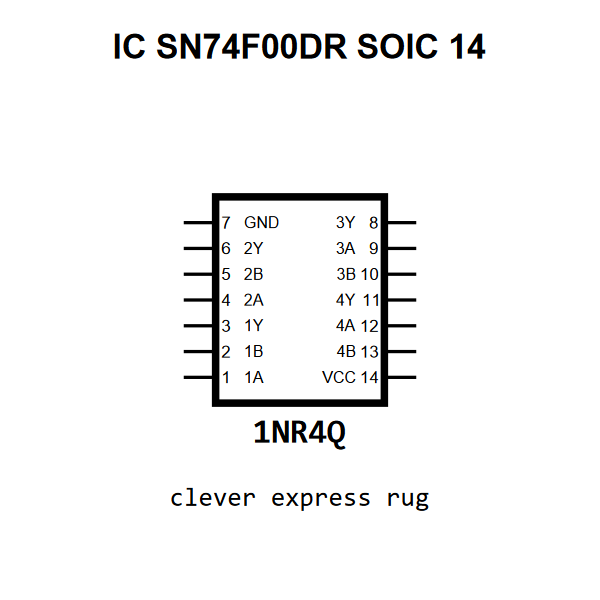 IC SN74F00DR SOIC 14
7 GND 3Y 8
6 2Y 3A 9
5 2B 3B 10
4 2A 4Y 11
3 1Y 4A 12
2 1B 4B 13
1 1A VCC 14
1NR4Q
clever express rug